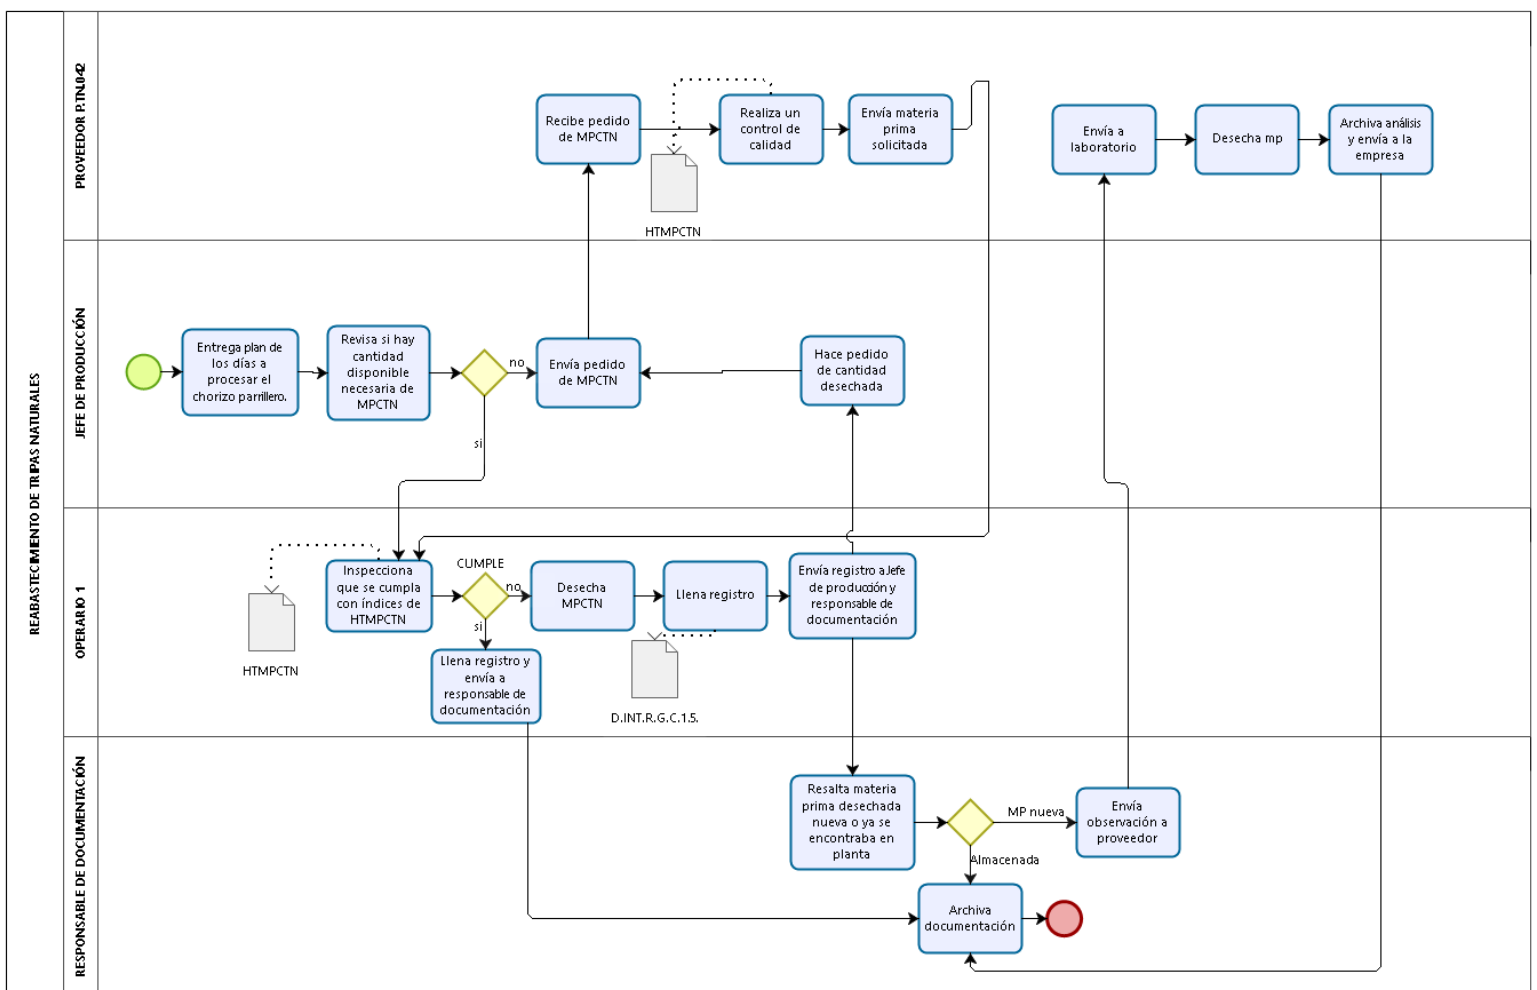 REABASTECIMIENTO DE TRIPAS NATURALES
PROVEEDOR P.TN.042
Recibe pedido
de MPCTN
Realiza un
control de
calidad
Envía materia
prima
solicitada
HTMPCTN
Envía a
laboratorio
Desecha mp
Archiva análisis
y envía a la
empresa
JEFE DE PRODUCCIÓN
Entrega plan de
los días a
procesar el
chorizo parrillero.
Revisa si hay
cantidad
disponible
necesaria de
MPCTN
no
si
Envía pedido
de MPCTN
Hace pedido
de cantidad
desechada
OPERARIO 1
HTMPCTN
Inspecciona
que se cumpla
con índices de
HTMPCTN
CUMPLE
no
si
Desecha
MPCTN
Llena registro
D.INT.R.G.C.1.5.
Envía registro a Jefe
de producción y
responsable de
documentación
Llena registro y
envía a
responsable de
documentación
RESPONSABLE DE DOCUMENTACIÓN
Resalta materia
prima desechada
nueva o ya se
encontraba en
planta
MP nueva
Almacenada
Envía
observación a
proveedor
Archiva
documentación